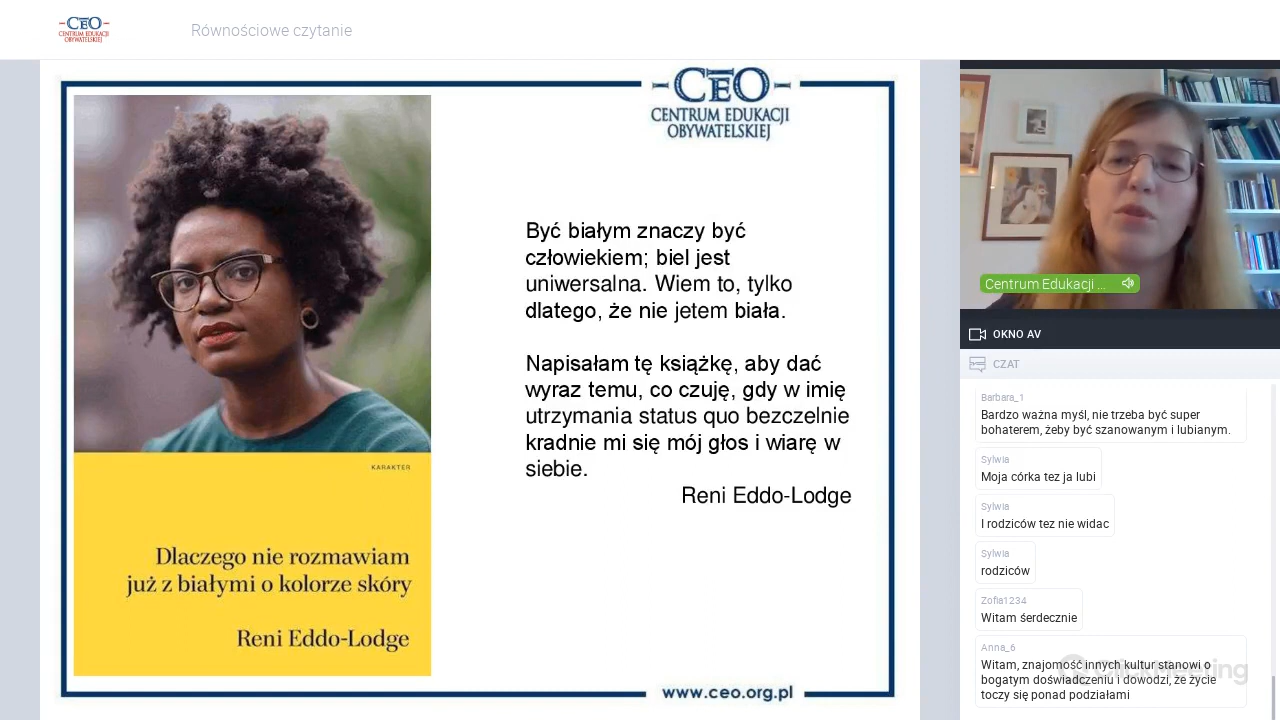 CEO
CENTRUM EDUKACJI
OBYWATELSKIEJ
Równościowe czytanie
CEO
CENTRUM EDUKACJI
OBYWATELSKIEJ
KARAKTER
Dlaczego nie rozmawiam
już z białymi o kolorze skóry
Reni Eddo-Lodge
Być białym znaczy być
człowiekiem; biel jest
uniwersalna. Wiem to, tylko
dlatego, że nie jetem biała.
Napisałam tę książkę, aby dać
wyraz temu, co czuję, gdy w imię
utrzymania status quo bezczelnie
kradnie mi się mój głos i wiarę w
siebie.
Reni Eddo-Lodge
www.ceo.org.pl
Centrum Edukacji ...
OKNO AV
CZAT
Barbara_1
Bardzo ważna myśl, nie trzeba być super
bohaterem, żeby być szanowanym i lubianym.
Sylwia
Moja córka tez ja lubi
Sylwia
I rodziców tez nie widac
Sylwia
rodziców
Zofia1234
Witam śerdecznie
Anna_6
Witam, znajomość innych kultur stanowi o
bogatym doświadczeniu i dowodzi, że życie
toczy się ponad podziałami
ClickMeeting